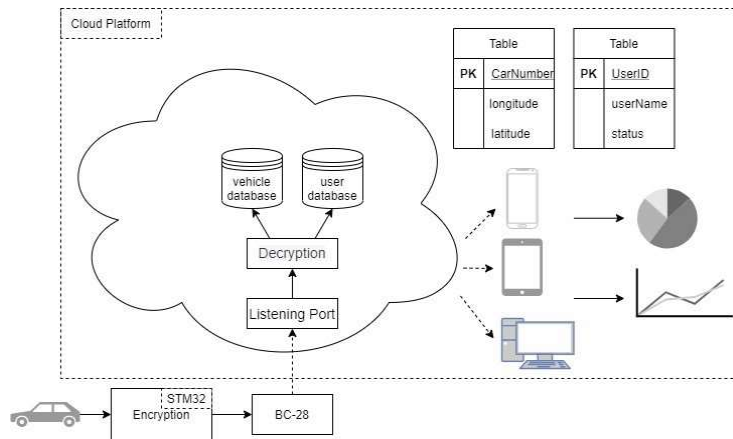 Cloud Platform
Table
PK CarNumber
longitude
latitude
Table
PK UserID
userName
status
vehicle
database
user
database
Decryption
Listening Port
STM32
Encryption
BC-28